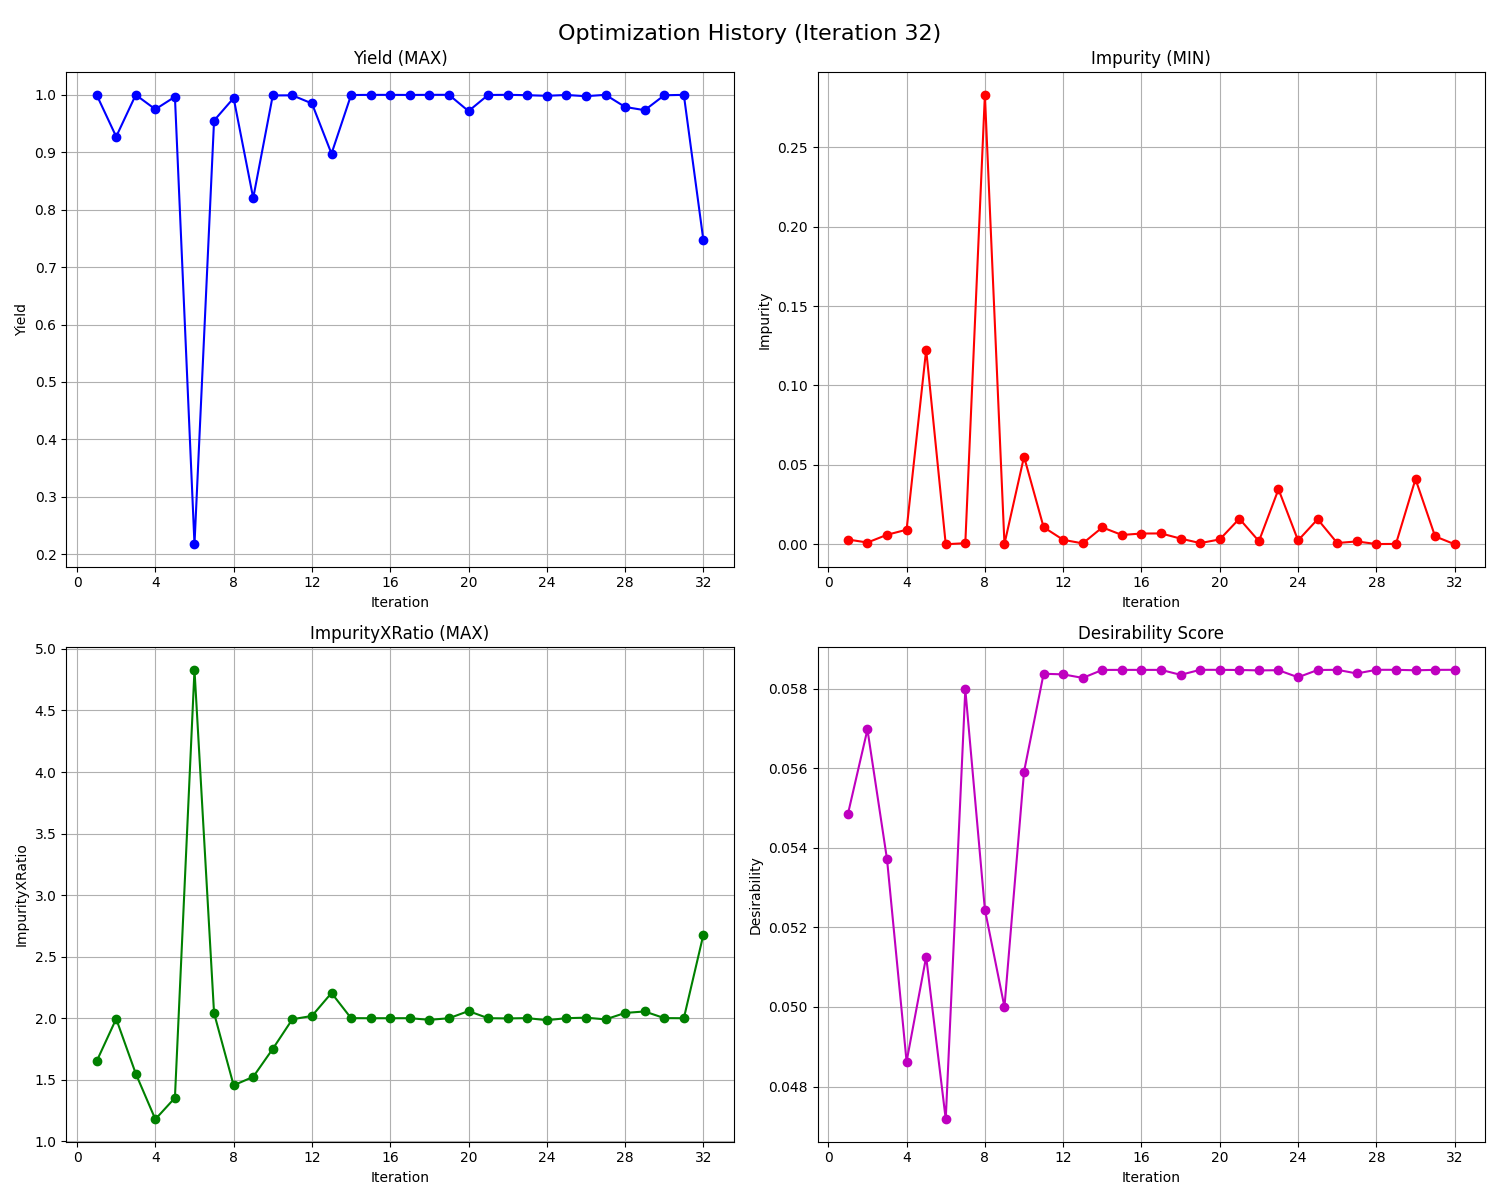 Optimization History (Iteration 32)
Yield (MAX)
1.0
0.9
0.8
0.7
0.6
0.5
0.4
0.3
0.2
Yield
0 4 8 12 16 20 24 28 32
Iteration
Impurity (MIN)
0.25
0.20
0.15
0.10
0.05
0.00
Impurity
0 4 8 12 16 20 24 28 32
Iteration
ImpurityXRatio (MAX)
5.0
4.5
4.0
3.5
3.0
2.5
2.0
1.5
1.0
ImpurityXRatio
0 4 8 12 16 20 24 28 32
Iteration
Desirability Score
0.058
0.056
0.054
0.052
0.050
0.048
Desirability
0 4 8 12 16 20 24 28 32
Iteration